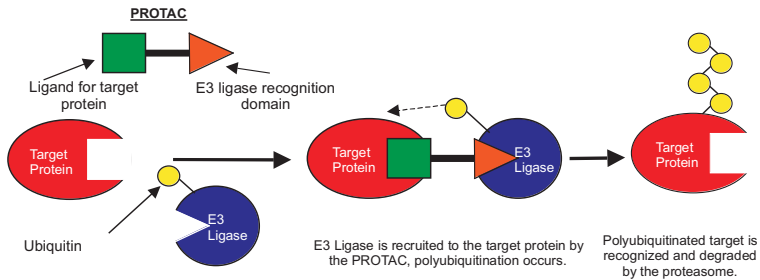 PROTAC
Ligand for target
protein
E3 ligase recognition
domain
Target
Protein
Ubiquitin
E3
Ligase
Target
Protein
E3
Ligase
E3 Ligase is recruited to the target protein by
the PROTAC, polyubiquitination occurs.
Target
Protein
Polyubiquitinated target is
recognized and degraded
by the proteasome.